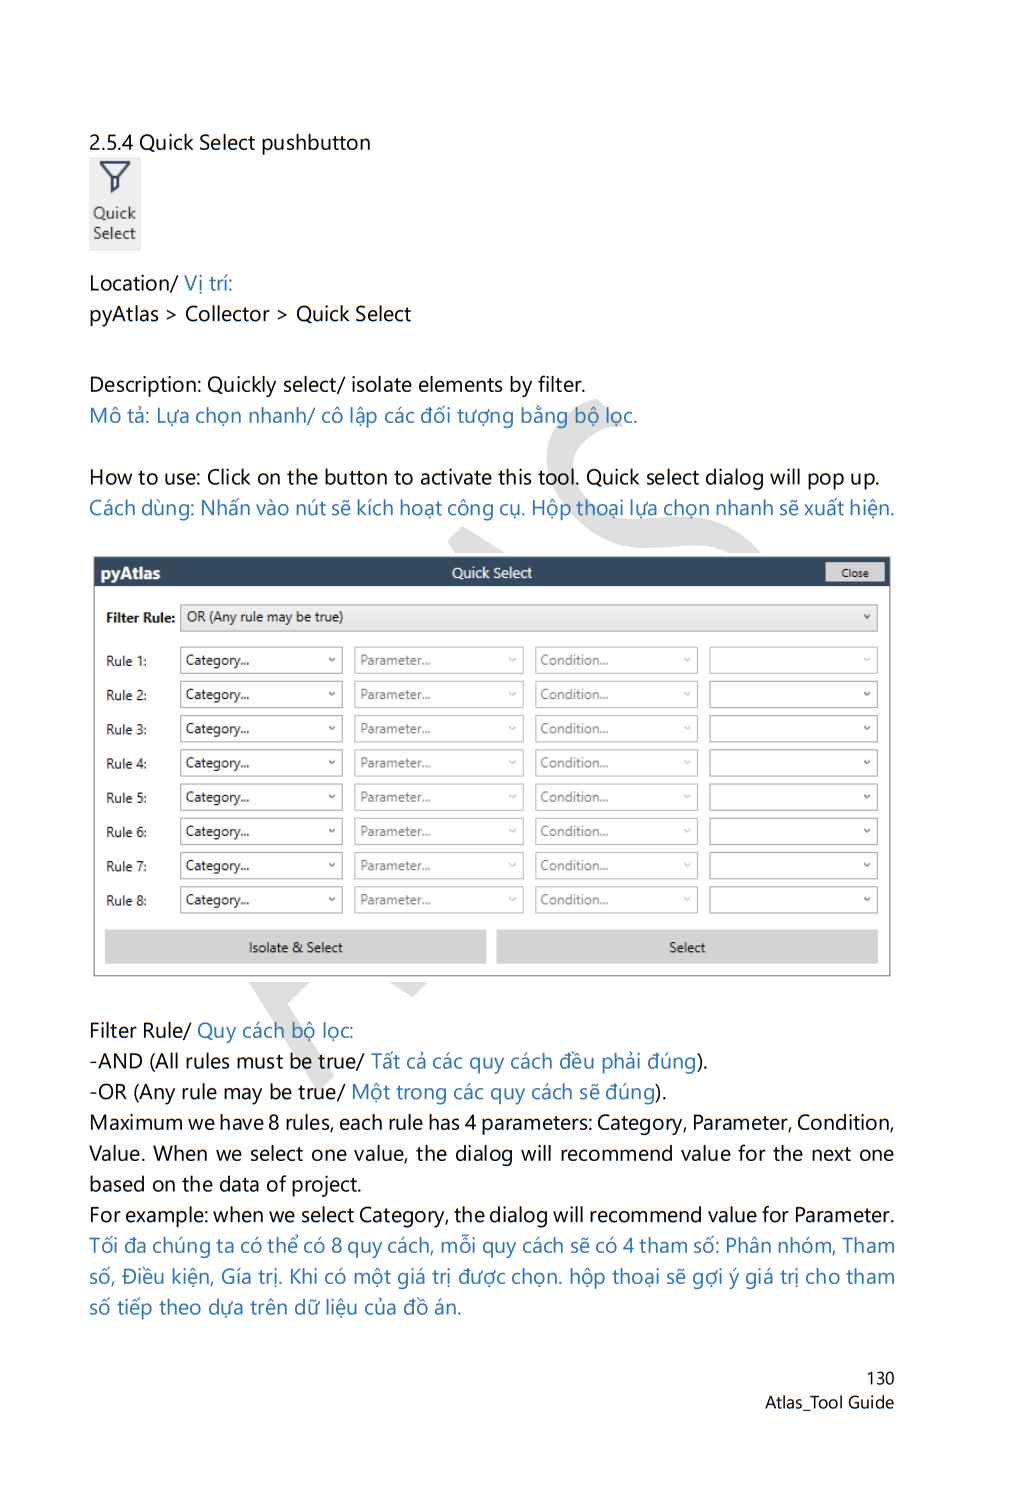 2.5.4 Quick Select pushbutton
Quick
Select
Location/ Vị trí:
pyAtlas > Collector > Quick Select
Description: Quickly select/ isolate elements by filter.
Mô tả: Lựa chọn nhanh/ cô lập các đối tượng bằng bộ lọc.
How to use: Click on the button to activate this tool. Quick select dialog will pop up.
Cách dùng: Nhấn vào nút sẽ kích hoạt công cụ. Hộp thoại lựa chọn nhanh sẽ xuất hiện.
pyAtlas Quick Select Close
Filter Rule: OR (Any rule may be true)
Rule 1: Category... Parameter... Condition...
Rule 2: Category... Parameter... Condition...
Rule 3: Category... Parameter... Condition...
Rule 4: Category... Parameter... Condition...
Rule 5: Category... Parameter... Condition...
Rule 6: Category... Parameter... Condition...
Rule 7: Category... Parameter... Condition...
Rule 8: Category... Parameter... Condition...
Isolate & Select Select
Filter Rule/ Quy cách bộ lọc:
-AND (All rules must be true/ Tất cả các quy cách đều phải đúng).
-OR (Any rule may be true/ Một trong các quy cách sẽ đúng).
Maximum we have 8 rules, each rule has 4 parameters: Category, Parameter, Condition,
Value. When we select one value, the dialog will recommend value for the next one
based on the data of project.
For example: when we select Category, the dialog will recommend value for Parameter.
Tối đa chúng ta có thể có 8 quy cách, mỗi quy cách sẽ có 4 tham số: Phân nhóm, Tham
số, Điều kiện, Gía trị. Khi có một giá trị được chọn. hộp thoại sẽ gợi ý giá trị cho tham
số tiếp theo dựa trên dữ liệu của đồ án.
130
Atlas_Tool Guide